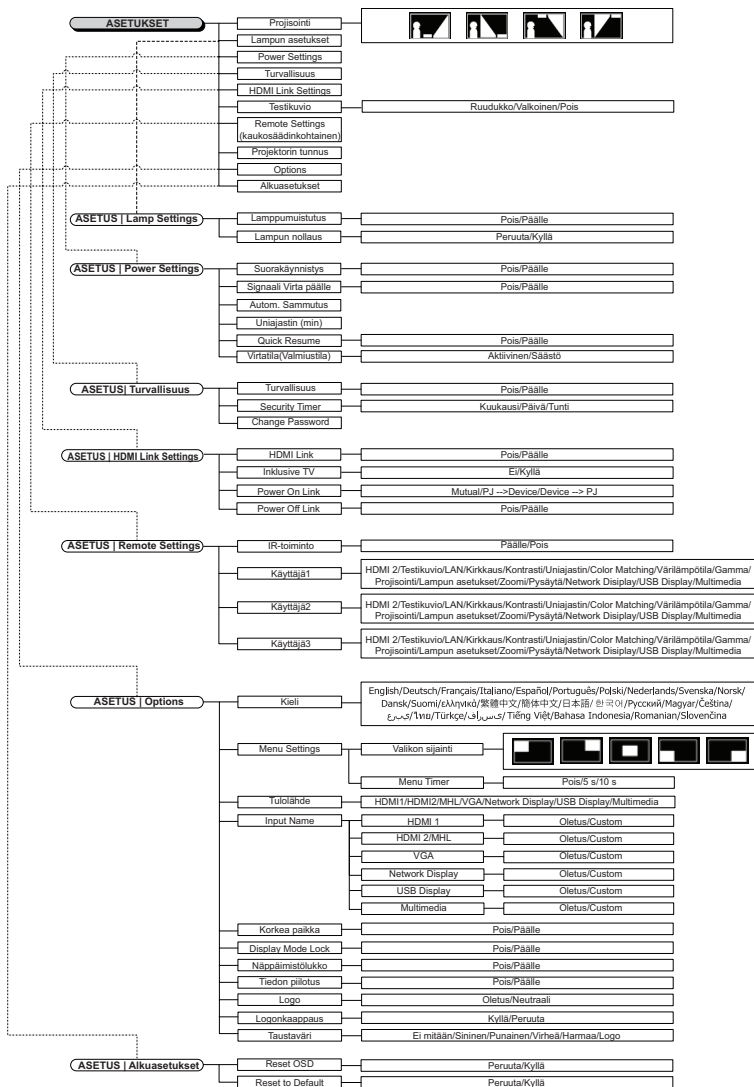 ASETUKSET
Projisointi
Lampun asetukset
Power Settings
Turvallisuus
HDMI Link Settings
Testikuvio
Ruudukko/Valkoinen/Pois
Remote Settings
(kaukosäädinkohtainen)
Projektorin tunnus
Options
Alkuasetukset
ASETUS | Lamp Settings
Lamppumuistutus
Pois/Päälle
Lampun nollaus
Peruuta/Kyllä
ASETUS | Power Settings
Suorakäynnistys
Pois/Päälle
Signaali Virta päälle
Pois/Päälle
Autom. Sammutus
Uniajastin (min)
Quick Resume
Pois/Päälle
Virtatila(Valmiustila)
Aktiivinen/Säästö
ASETUS| Turvallisuus
Turvallisuus
Pois/Päälle
Security Timer
Kuukausi/Päivä/Tunti
Change Password
ASETUS | HDMI Link Settings
HDMI Link
Pois/Päälle
Inklusive TV
Ei/Kyllä
Power On Link
Mutual/PJ -->Device/Device --> PJ
Power Off Link
Pois/Päälle
ASETUS | Remote Settings
IR-toiminto
Päälle/Pois
Käyttäjä1
HDMI 2/Testikuvio/LAN/Kirkkaus/Kontrasti/Uniajastin/Color Matching/Värilämpötila/Gamma/
Projisointi/Lampun asetukset/Zoomi/Pysäytä/Network Disiplay/USB Display/Multimedia
Käyttäjä2
HDMI 2/Testikuvio/LAN/Kirkkaus/Kontrasti/Uniajastin/Color Matching/Värilämpötila/Gamma/
Projisointi/Lampun asetukset/Zoomi/Pysäytä/Network Disiplay/USB Display/Multimedia
Käyttäjä3
HDMI 2/Testikuvio/LAN/Kirkkaus/Kontrasti/Uniajastin/Color Matching/Värilämpötila/Gamma/
Projisointi/Lampun asetukset/Zoomi/Pysäytä/Network Disiplay/USB Display/Multimedia
ASETUS | Options
Kieli
English/Deutsch/Français/Italiano/Español/Português/Polski/Nederlands/Svenska/Norsk/
Dansk/Suomi/ελληνικά/繁體中文/簡体中文/日本語/한국어/Русский/Magyar/Čeština/
عربي/ไทย/Türkçe/فارسی/Tiếng Việt/Bahasa Indonesia/Romanian/Slovenčina
Menu Settings
Valikon sijainti
Menu Timer
Pois/5 s/10 s
Tulolähde
HDMI1/HDMI2/MHL/VGA/Network Display/USB Display/Multimedia
Input Name
HDMI 1
Oletus/Custom
HDMI 2/MHL
Oletus/Custom
VGA
Oletus/Custom
Network Display
Oletus/Custom
USB Display
Oletus/Custom
Multimedia
Oletus/Custom
Korkea paikka
Pois/Päälle
Display Mode Lock
Pois/Päälle
Näppäimistölukko
Pois/Päälle
Tiedon piilotus
Pois/Päälle
Logo
Oletus/Neutraali
Logonkaappaus
Kyllä/Peruuta
Taustaväri
Ei mitään/Sininen/Punainen/Virheä/Harmaa/Logo
ASETUS | Alkuasetukset
Reset OSD
Peruuta/Kyllä
Reset to Default
Peruuta/Kyllä